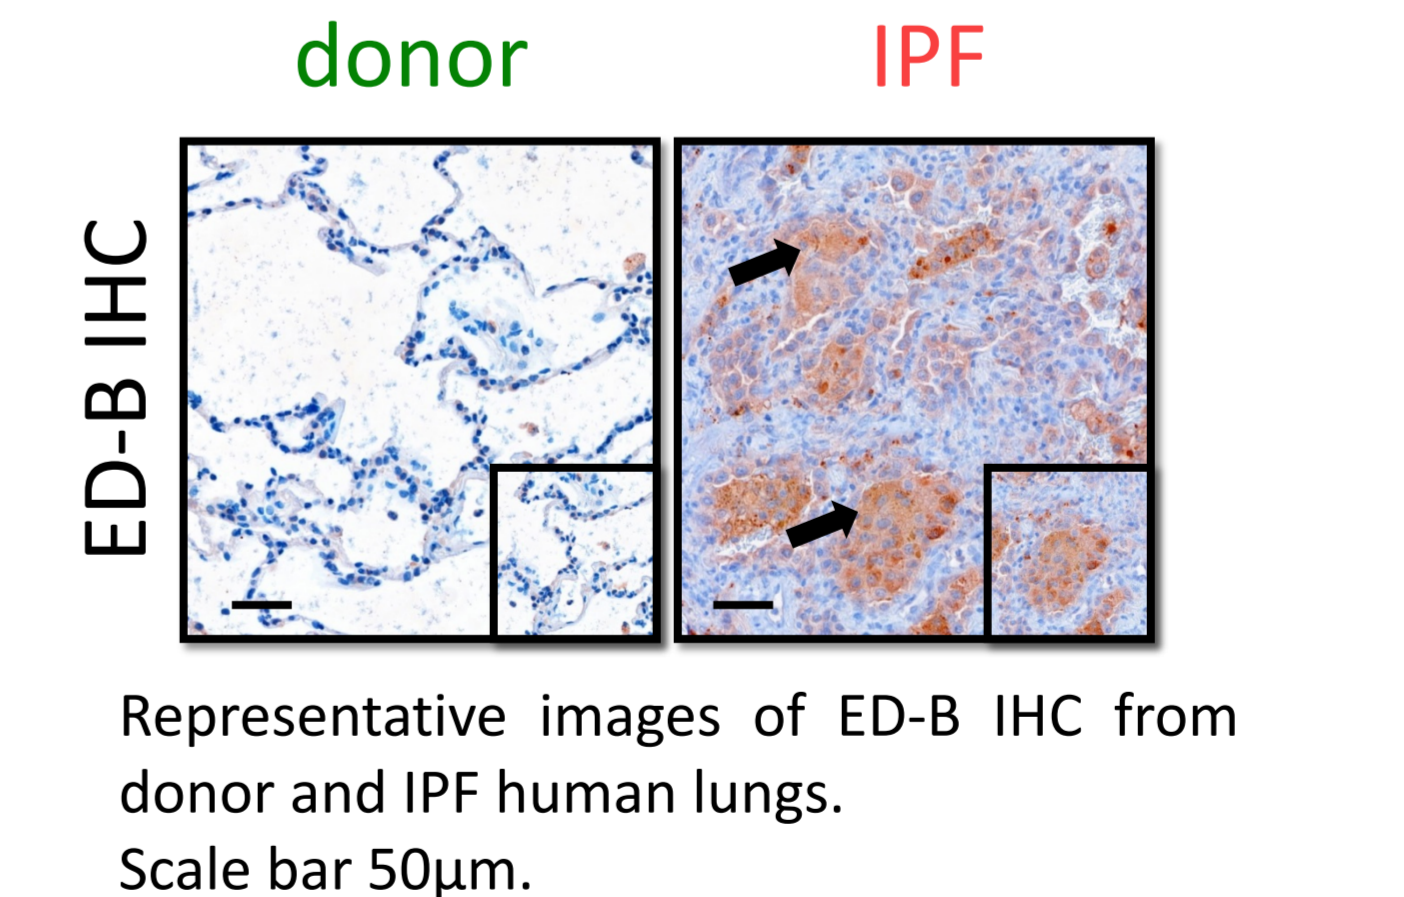 donor
IPF
ED-B IHC
Representative images of ED-B IHC from
donor and IPF human lungs.
Scale bar 50µm.